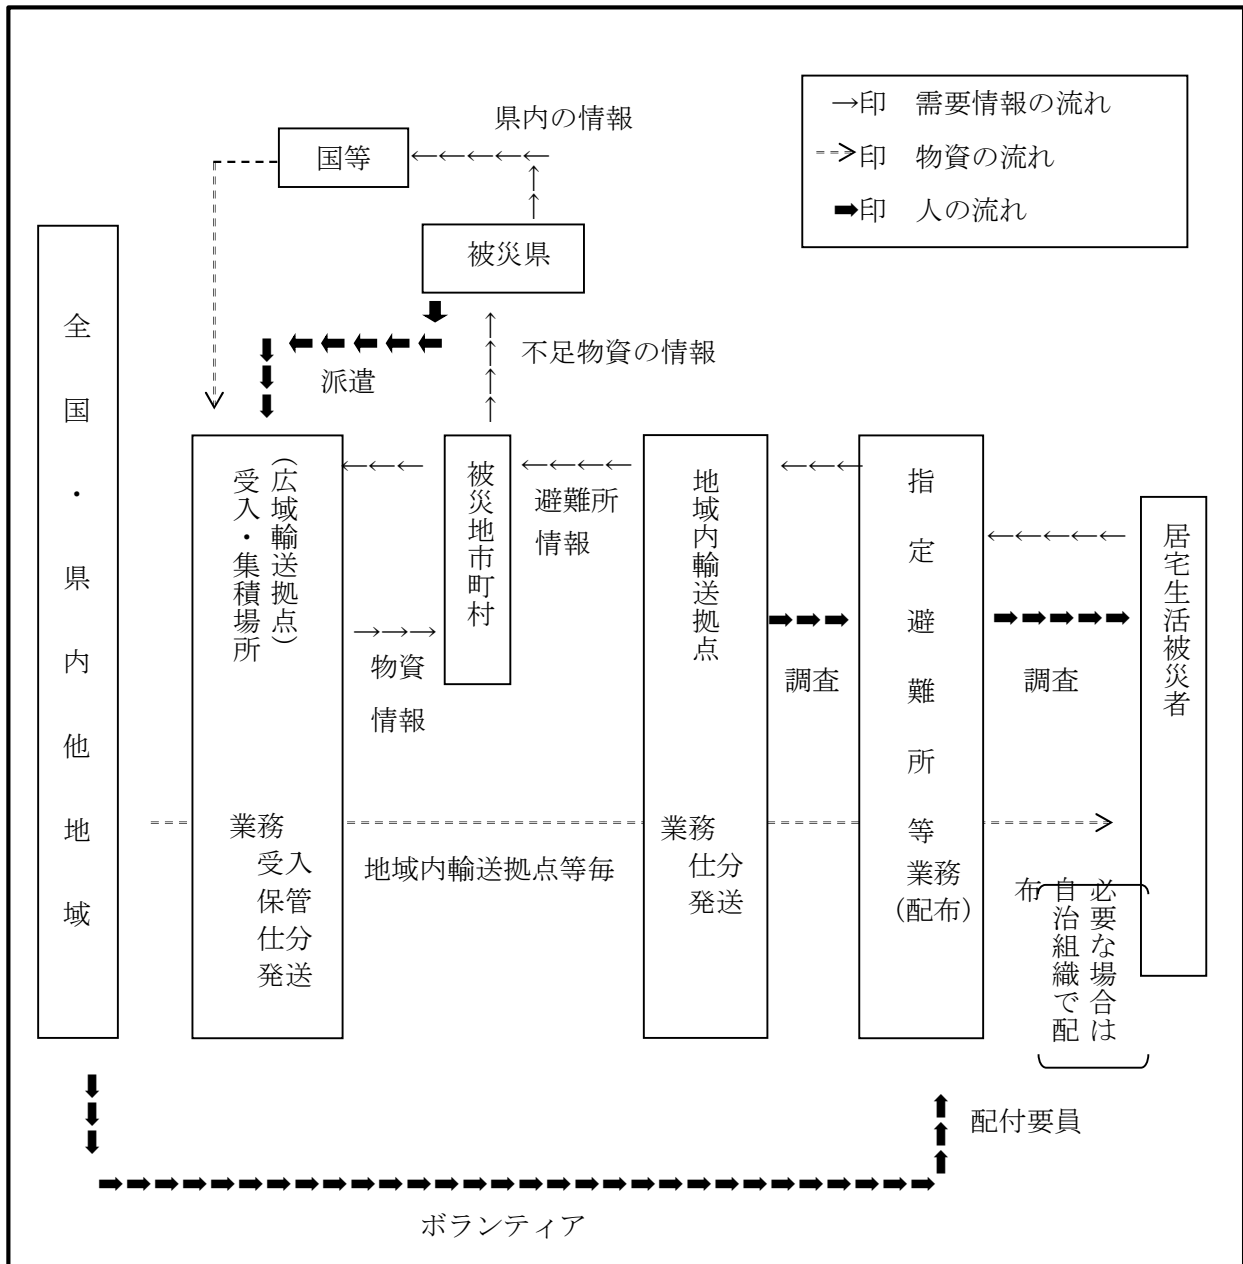 →印 需要情報の流れ
⇢印 物資の流れ
➡印 人の流れ
県内の情報
国等
被災県
不足物資の情報
派遣
全国・県内他地域
(広域輸送拠点)
受入・集積場所
業務
受入
保管
仕分
発送
被災地市町村
物資
情報
避難所
情報
地域内輸送拠点等毎
地域内輸送拠点
業務
仕分
発送
調査
指定避難所等
業務
(配布)
調査
居宅生活被災者
必要な場合は
自治組織で配
布
配付要員
ボランティア